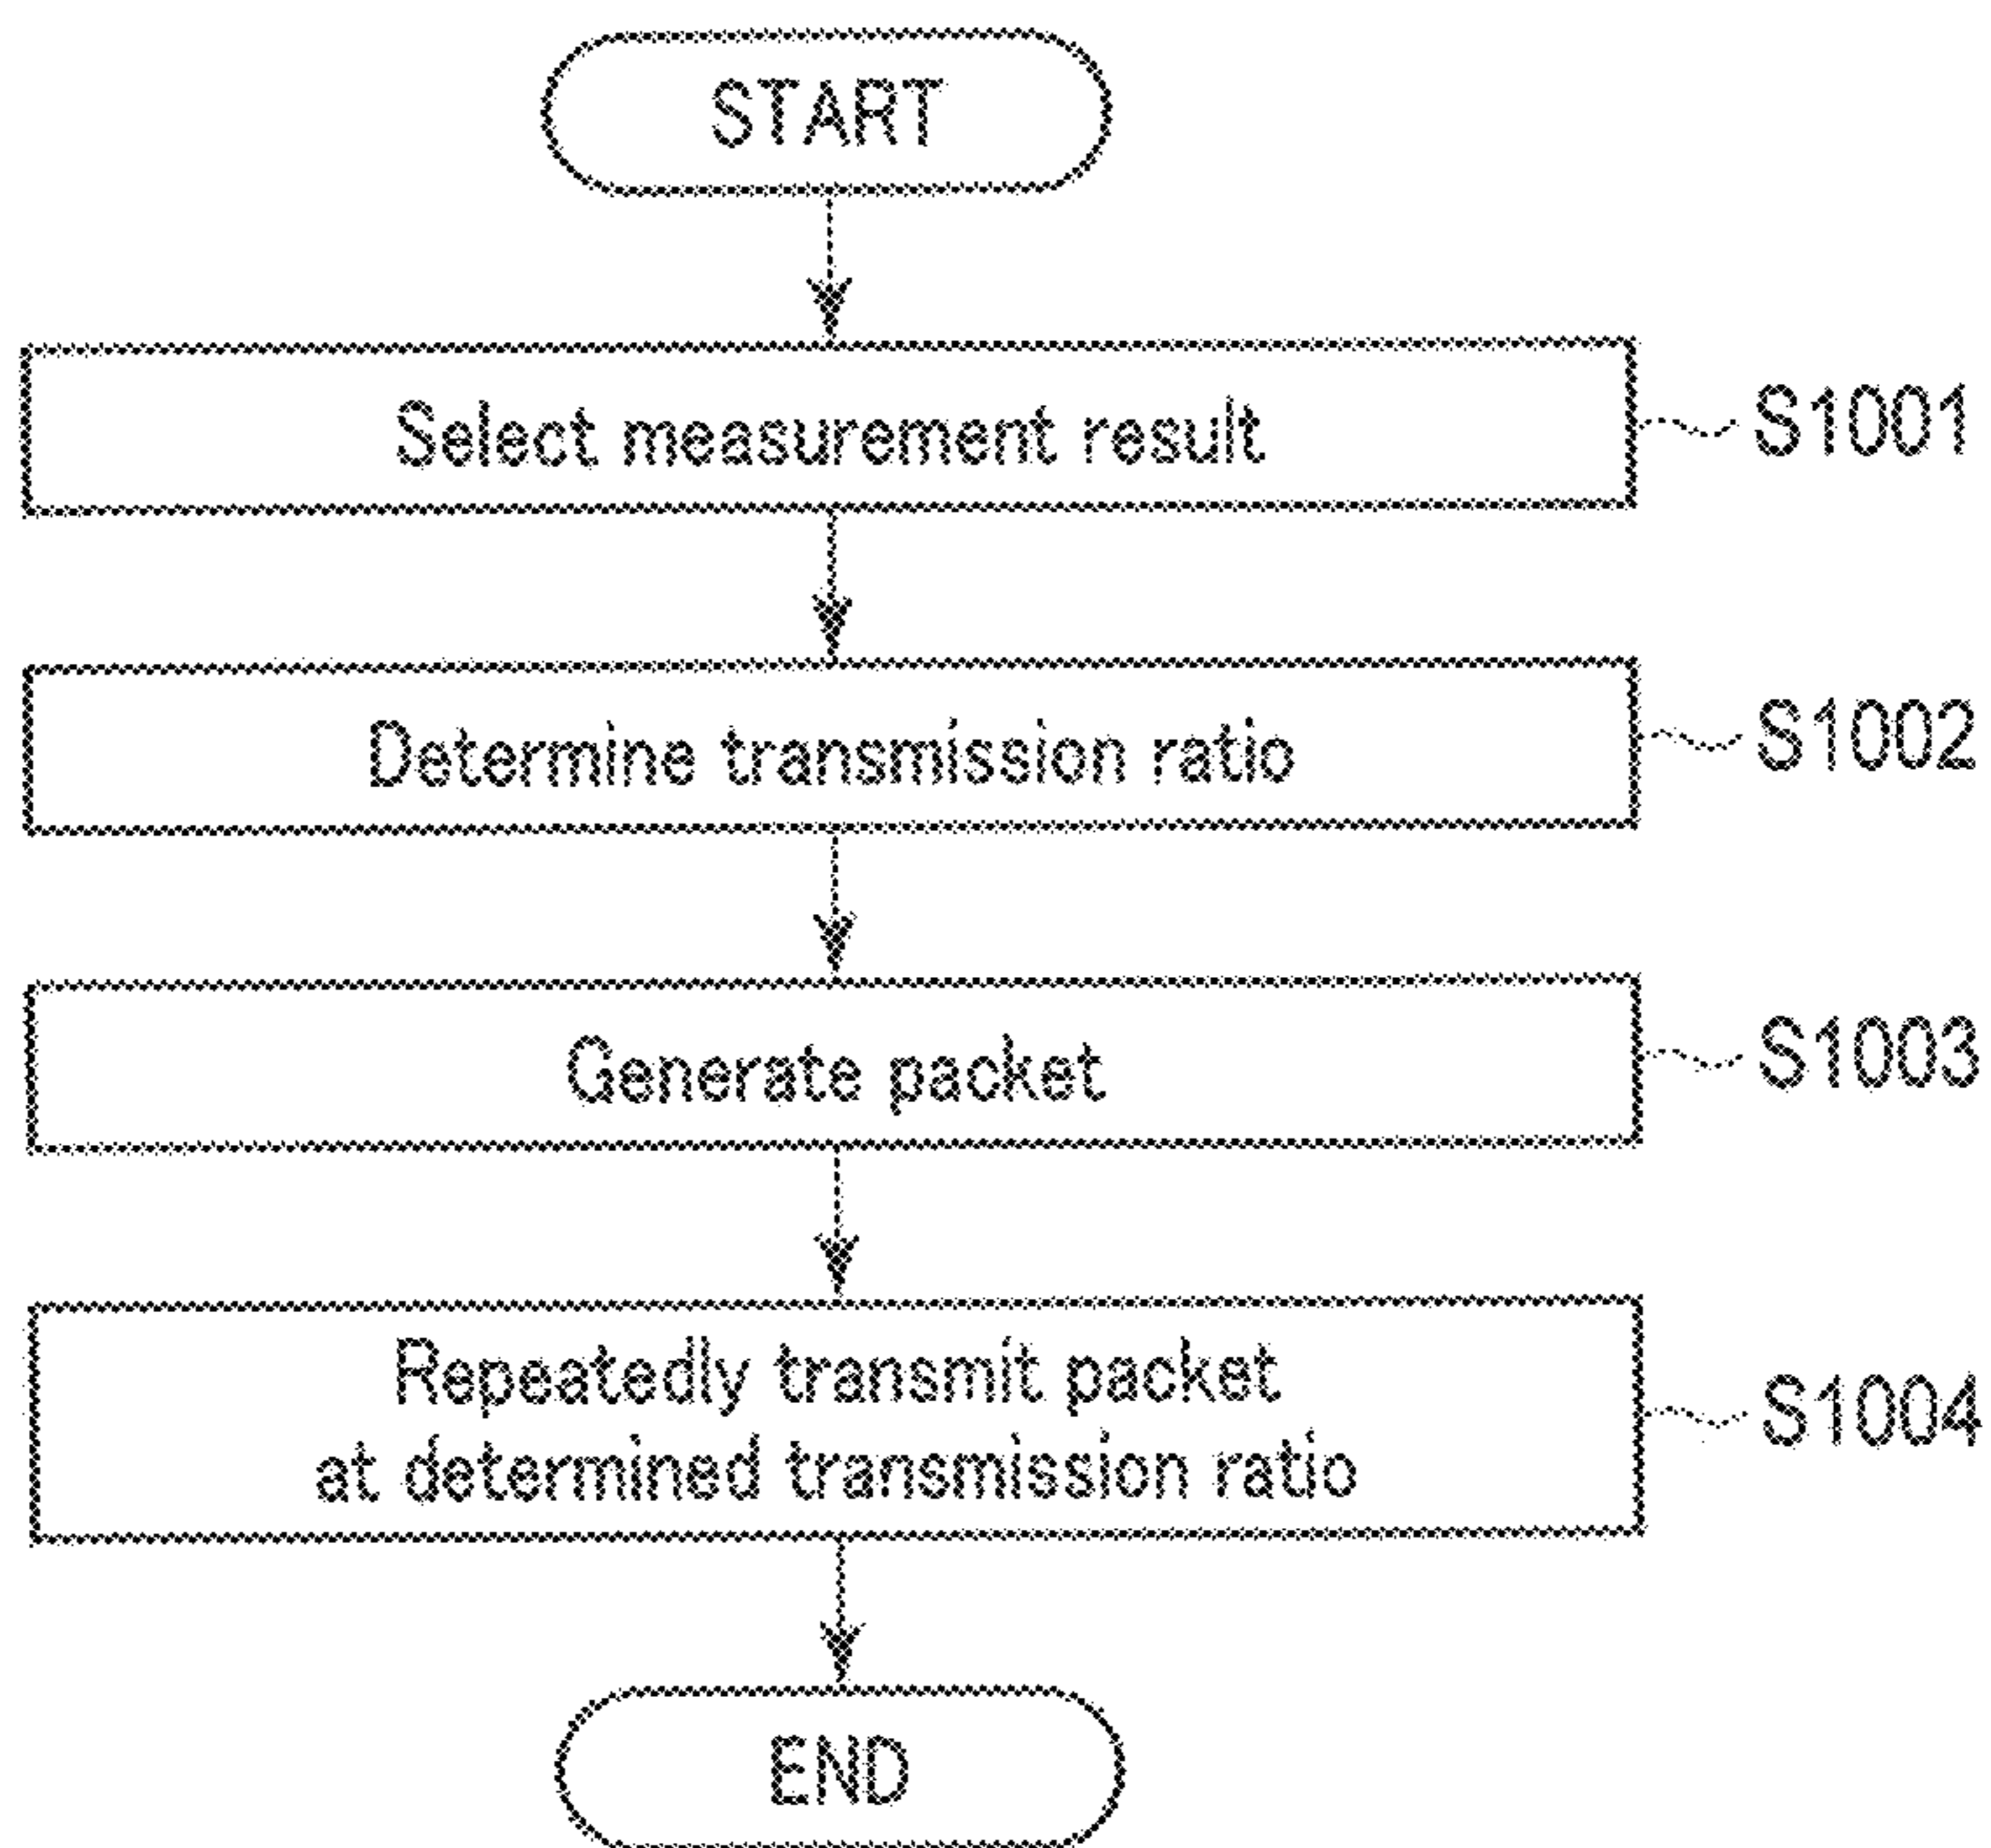 START
Select measurement result
S1001
Determine transmission ratio
S1002
Generate packet
S1003
Repeatedly transmit packet
at determined transmission ratio
S1004
END